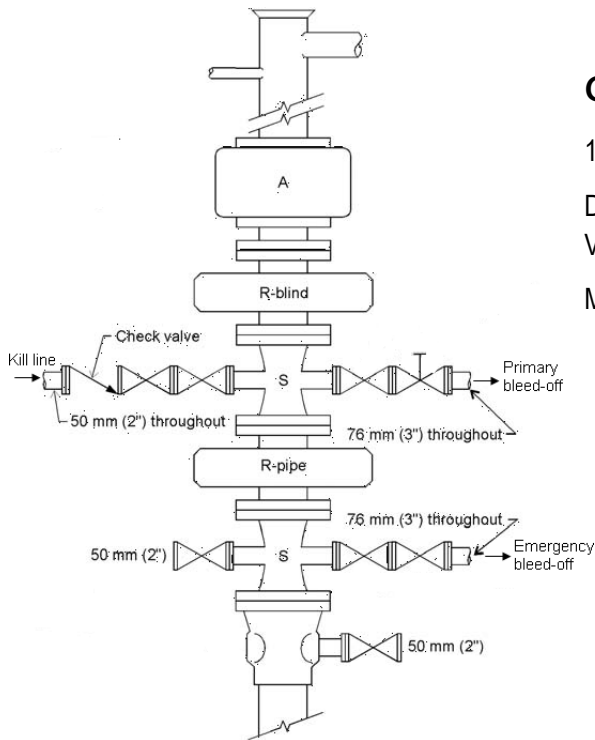 A
R-blind
Check valve
Kill line
S
Primary
bleed-off
50 mm (2") throughout
76 mm (3") throughout
R-pipe
76 mm (3") throughout
50 mm (2")
S
Emergency
bleed-off
50 mm (2")